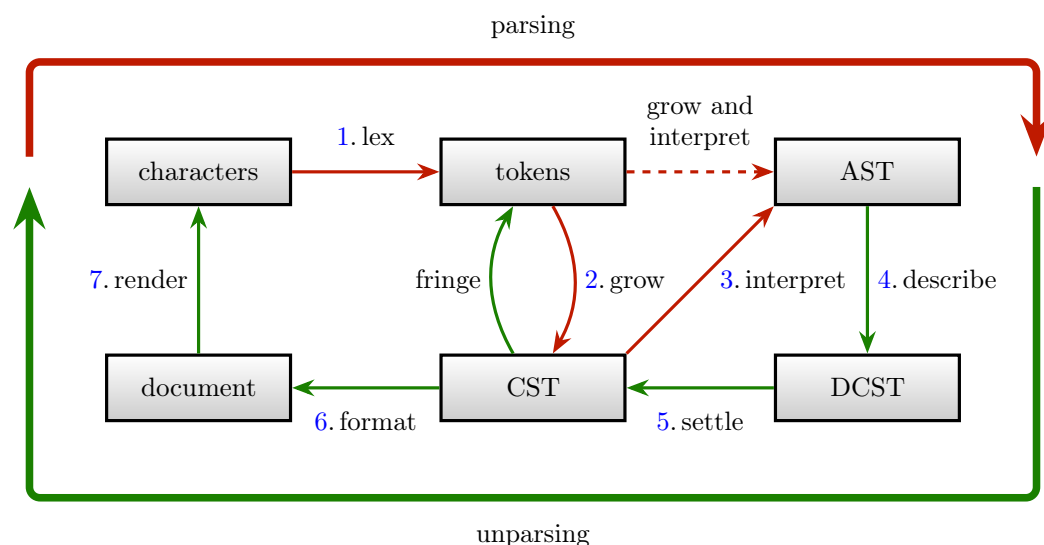 parsing
grow and
interpret
1. lex
characters
tokens
AST
7. render
fringe
2. grow
3. interpret
4. describe
document
CST
DCST
6. format
5. settle
unparsing